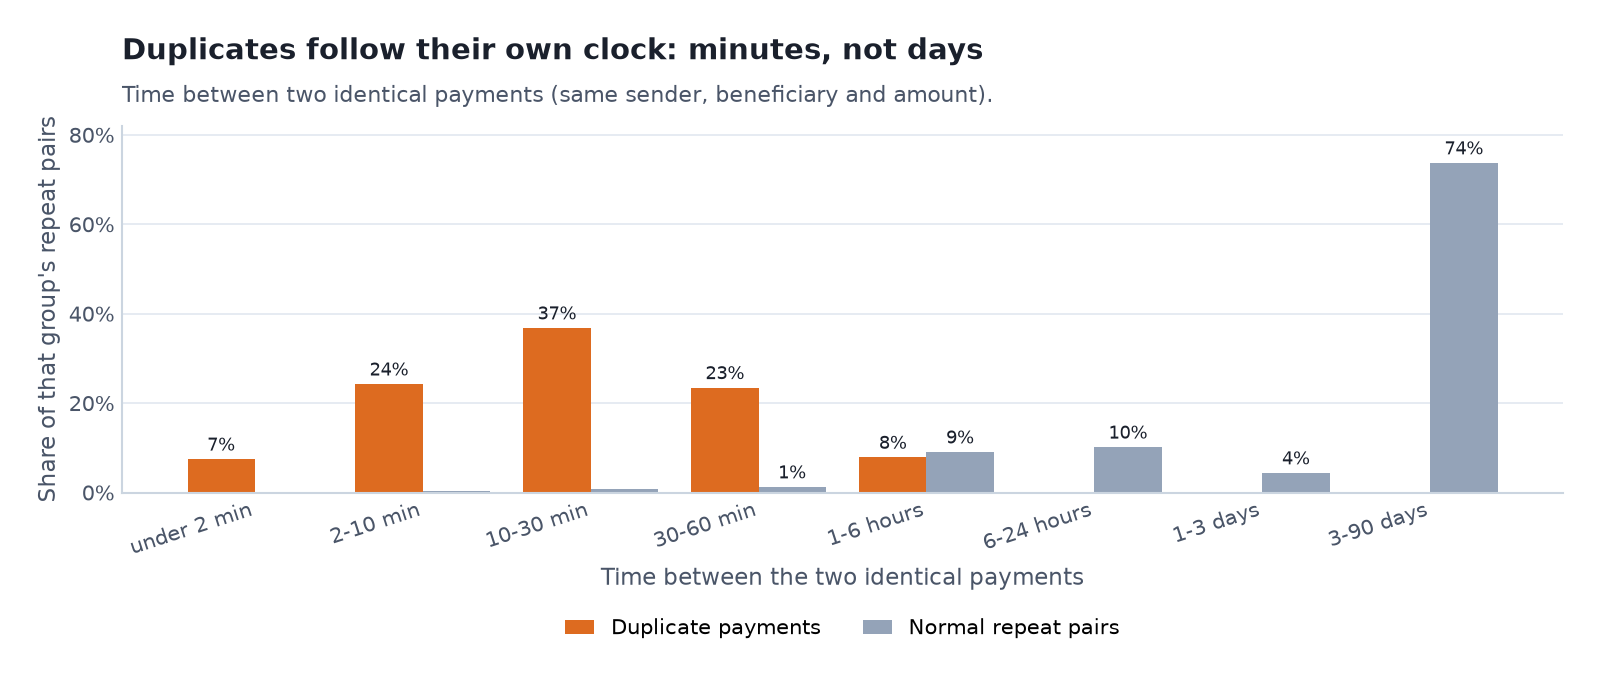 Duplicates follow their own clock: minutes, not days
Time between two identical payments (same sender, beneficiary and amount).
Share of that group's repeat pairs
80%
60%
40%
20%
0%
7%
24%
37%
23%
1%
8%
9%
10%
4%
74%
under 2 min
2-10 min
10-30 min
30-60 min
1-6 hours
6-24 hours
1-3 days
3-90 days
Time between the two identical payments
Duplicate payments
Normal repeat pairs